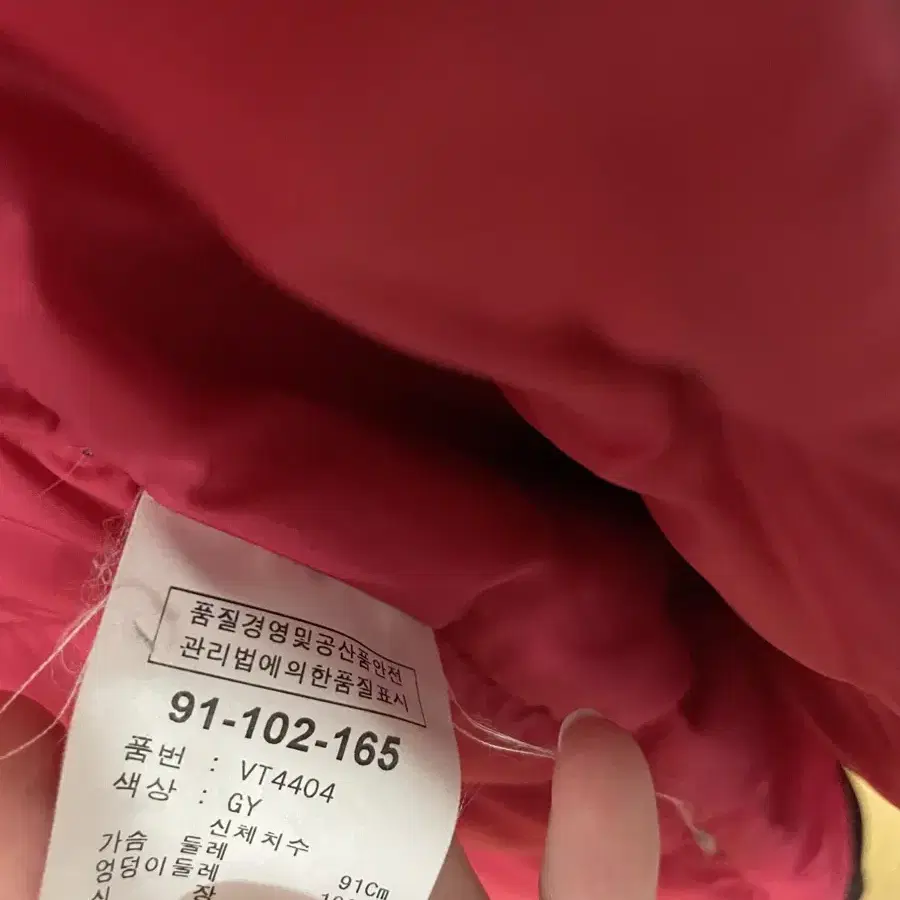 품질경영및공산품안전
관리법에의한품질표시
91-102-165
품번 : VT4404
색상 : GY
신체치수
가슴 둘레 91Cm
엉덩이둘레
신 장